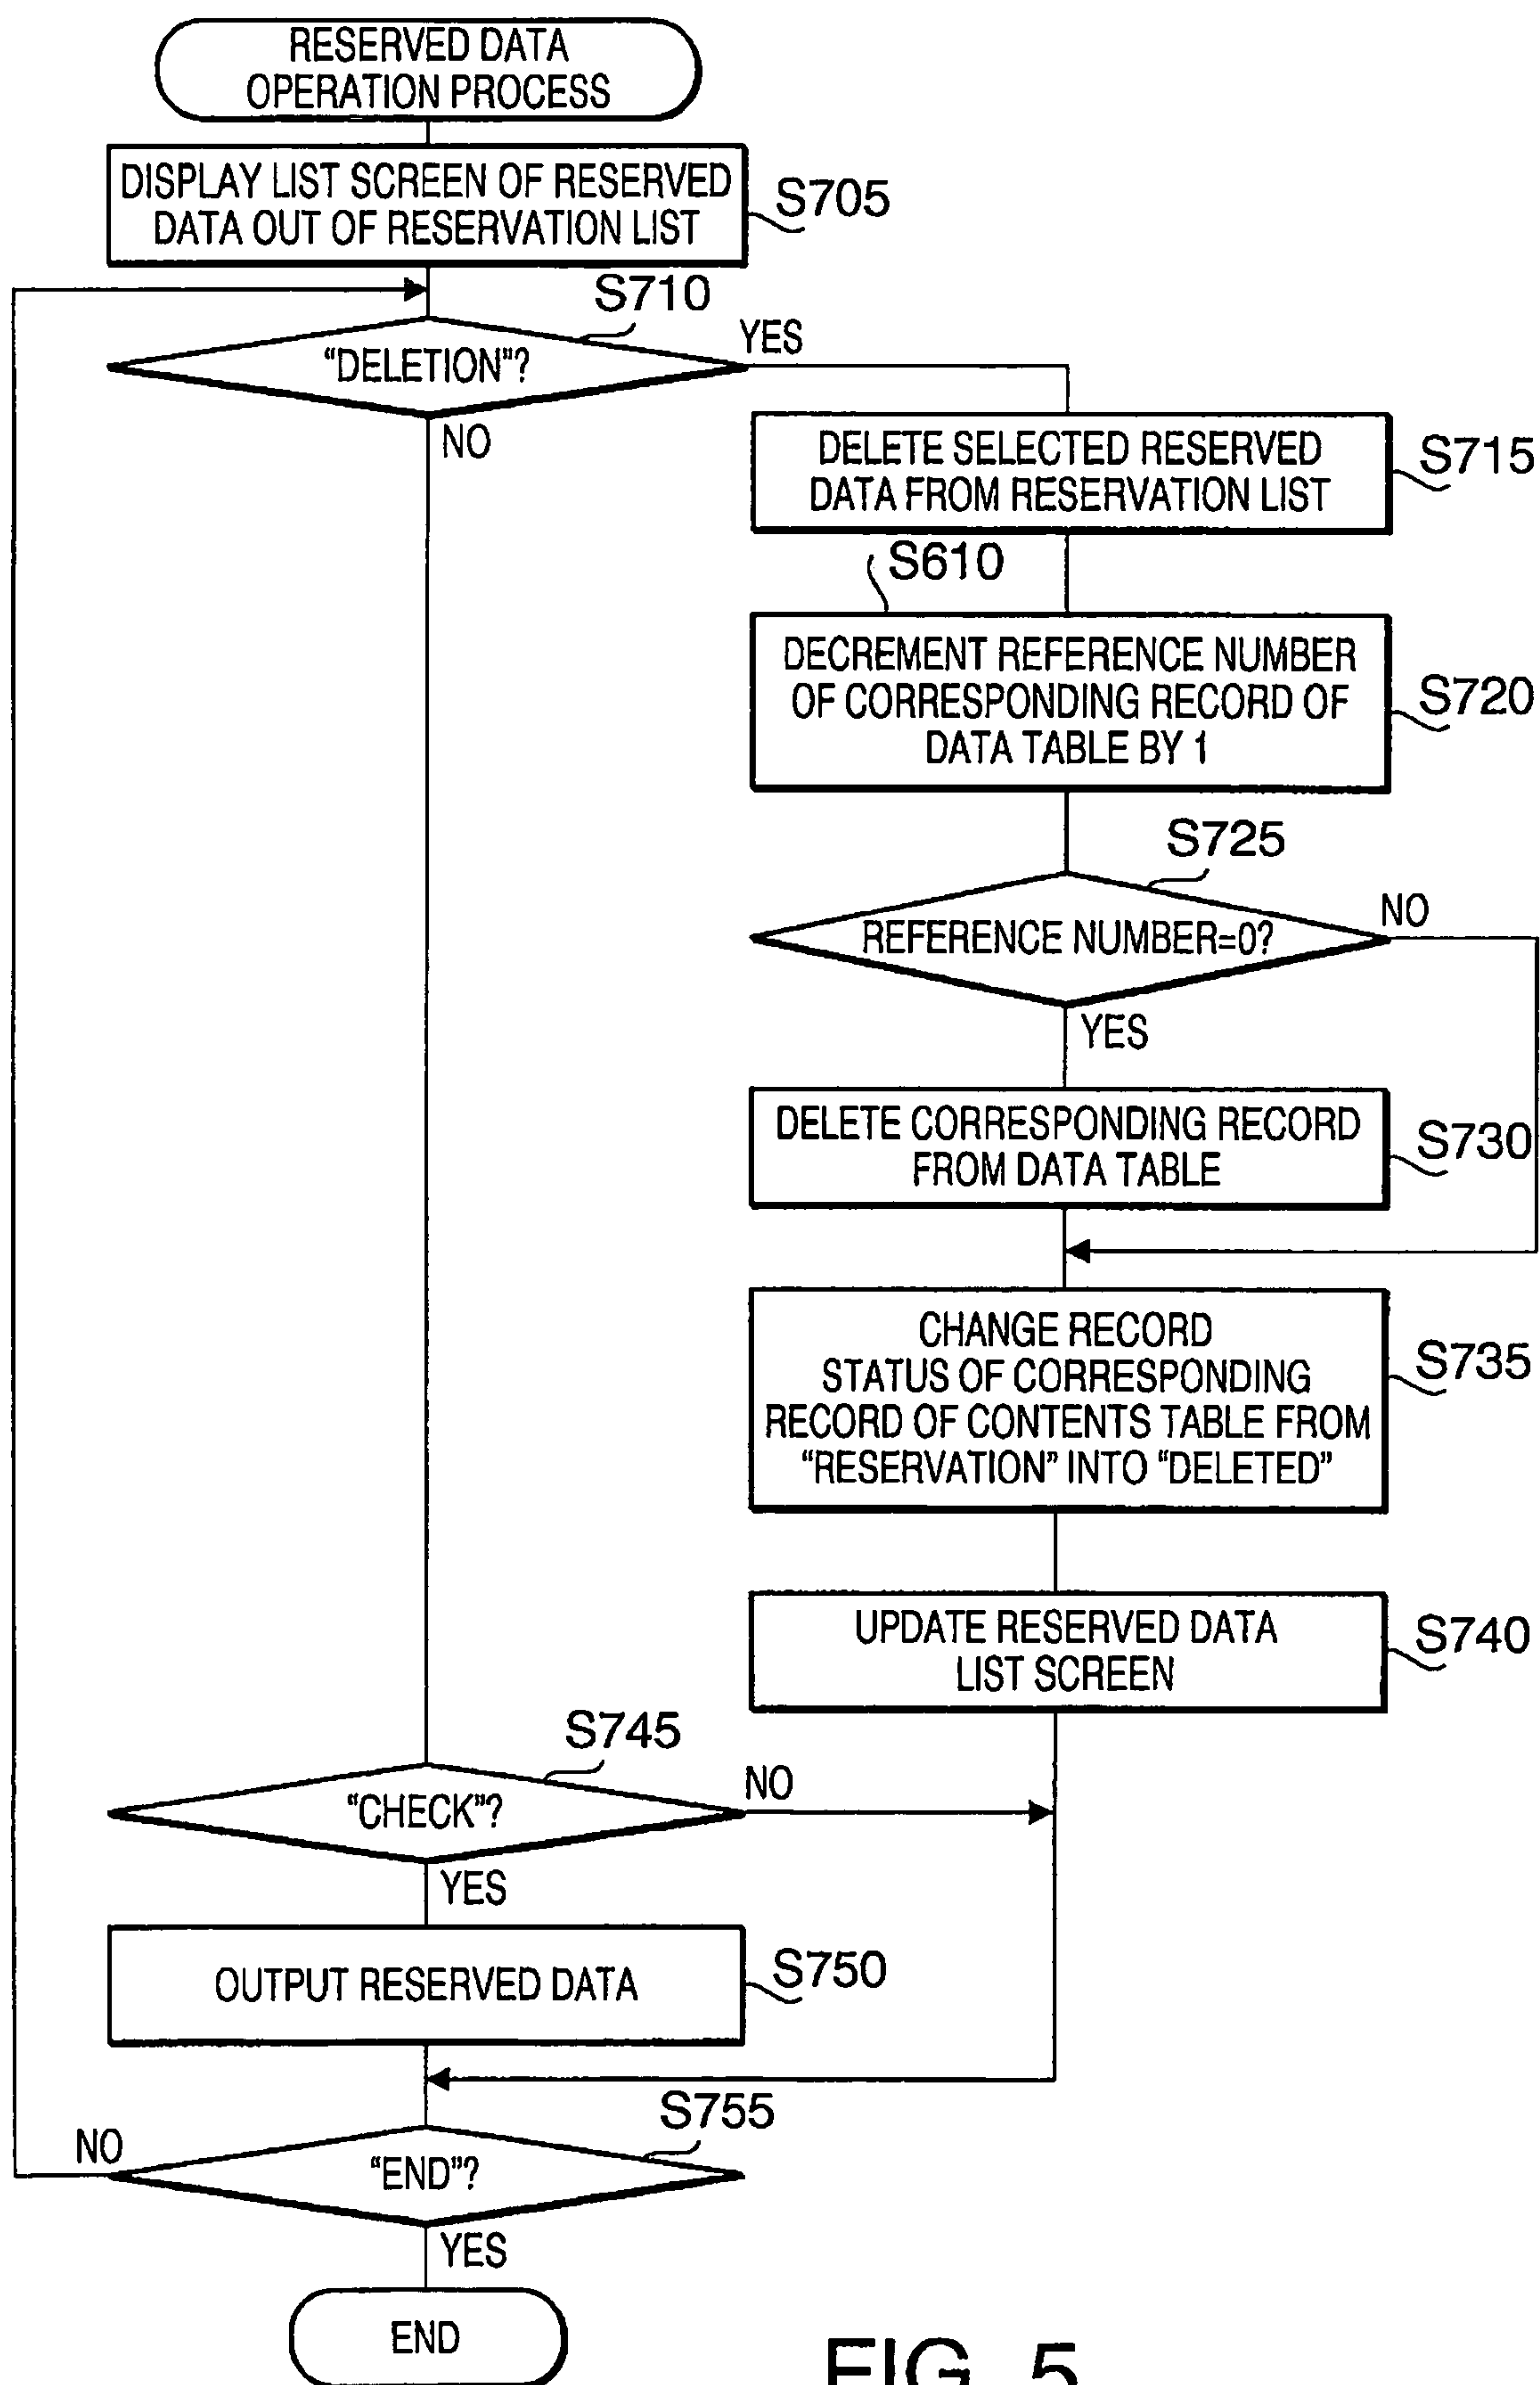 RESERVED DATA
OPERATION PROCESS
DISPLAY LIST SCREEN OF RESERVED
DATA OUT OF RESERVATION LIST
S705
S710
"DELETION"?
YES
NO
DELETE SELECTED RESERVED
DATA FROM RESERVATION LIST
S715
S610
DECREMENT REFERENCE NUMBER
OF CORRESPONDING RECORD OF
DATA TABLE BY 1
S720
S725
REFERENCE NUMBER=0?
NO
YES
DELETE CORRESPONDING RECORD
FROM DATA TABLE
S730
CHANGE RECORD
STATUS OF CORRESPONDING
RECORD OF CONTENTS TABLE FROM
"RESERVATION" INTO "DELETED"
S735
UPDATE RESERVED DATA
LIST SCREEN
S740
S745
"CHECK"?
NO
YES
OUTPUT RESERVED DATA
S750
S755
NO
"END"?
YES
END
FIG. 5